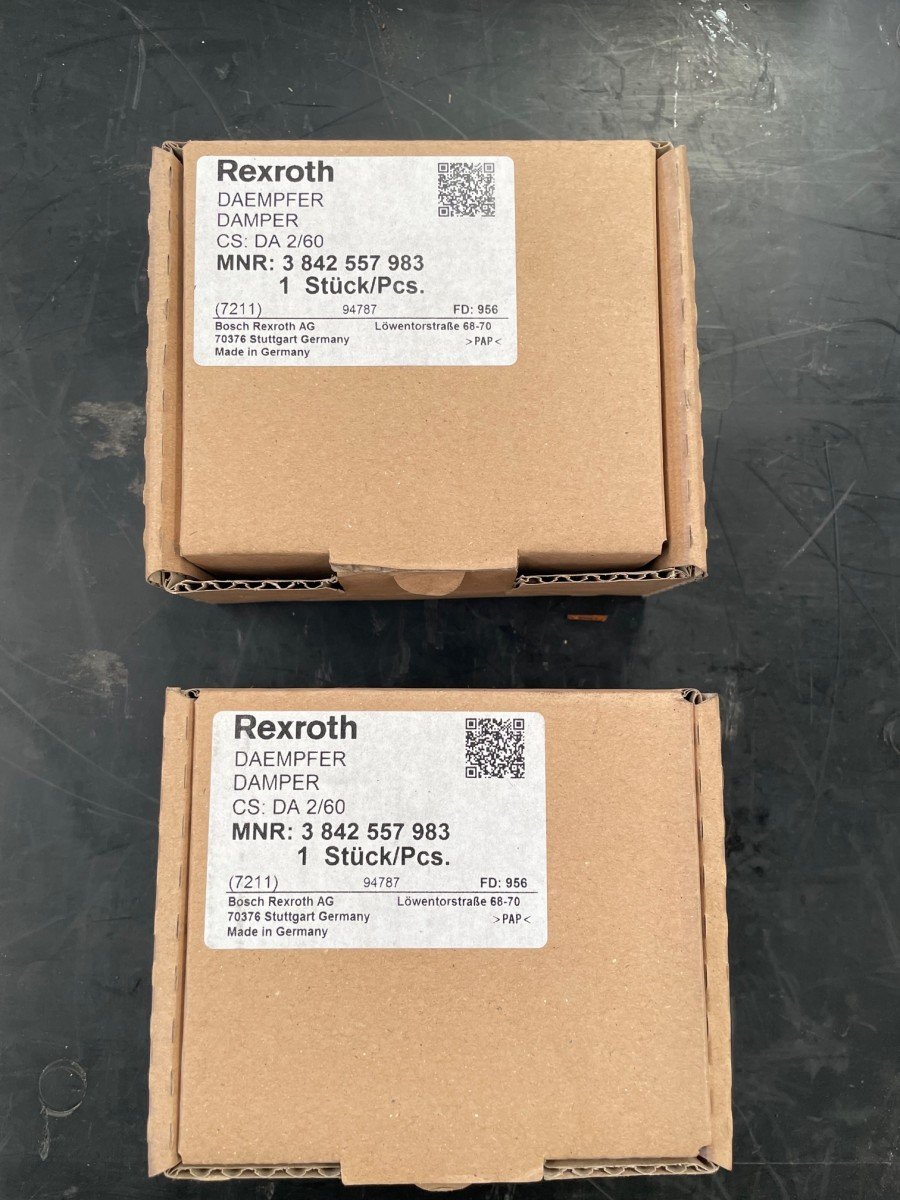 Rexroth
DAEMPFER
DAMPER
CS: DA 2/60
MNR: 3 842 557 983
1 Stück/Pcs.
(7211) 94787 FD: 956
Bosch Rexroth AG Löwentorstraße 68-70
70376 Stuttgart Germany >PAP<
Made in Germany
Rexroth
DAEMPFER
DAMPER
CS: DA 2/60
MNR: 3 842 557 983
1 Stück/Pcs.
(7211) 94787 FD: 956
Bosch Rexroth AG Löwentorstraße 68-70
70376 Stuttgart Germany >PAP<
Made in Germany